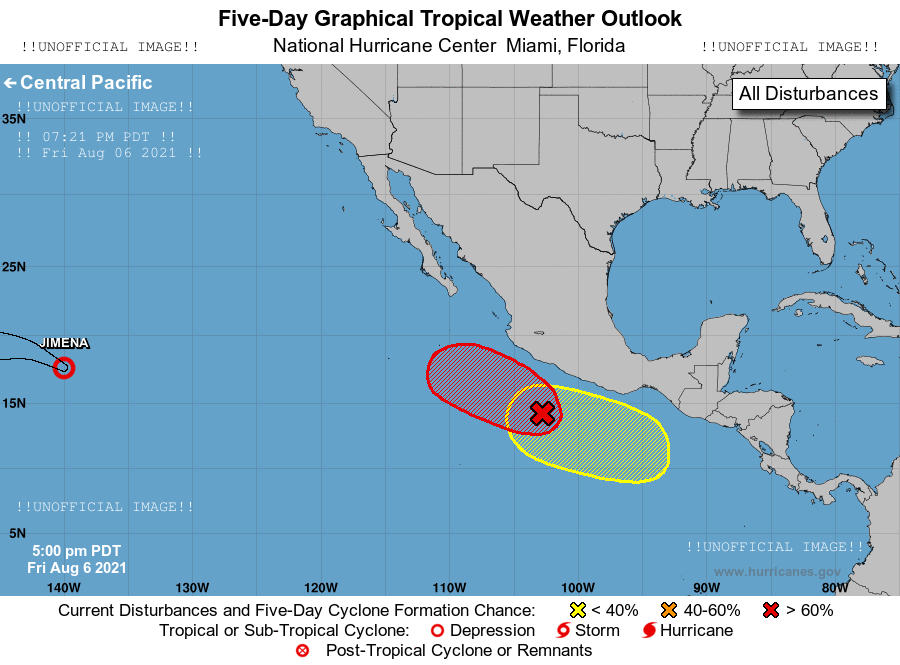 Five-Day Graphical Tropical Weather Outlook
!!UNOFFICIAL IMAGE!! National Hurricane Center Miami, Florida !!UNOFFICIAL IMAGE!!
← Central Pacific
All Disturbances
!!UNOFFICIAL IMAGE!!
35N
!! 07:21 PM PDT !!
!! Fri Aug 06 2021 !!
25N
JIMENA
15N
!!UNOFFICIAL IMAGE!!
5N
5:00 pm PDT
Fri Aug 6 2021
!!UNOFFICIAL IMAGE!!
www.hurricanes.gov
140W 130W 120W 110W 100W 90W 80W
Current Disturbances and Five-Day Cyclone Formation Chance: < 40% 40-60% > 60%
Tropical or Sub-Tropical Cyclone: Depression Storm Hurricane
Post-Tropical Cyclone or Remnants